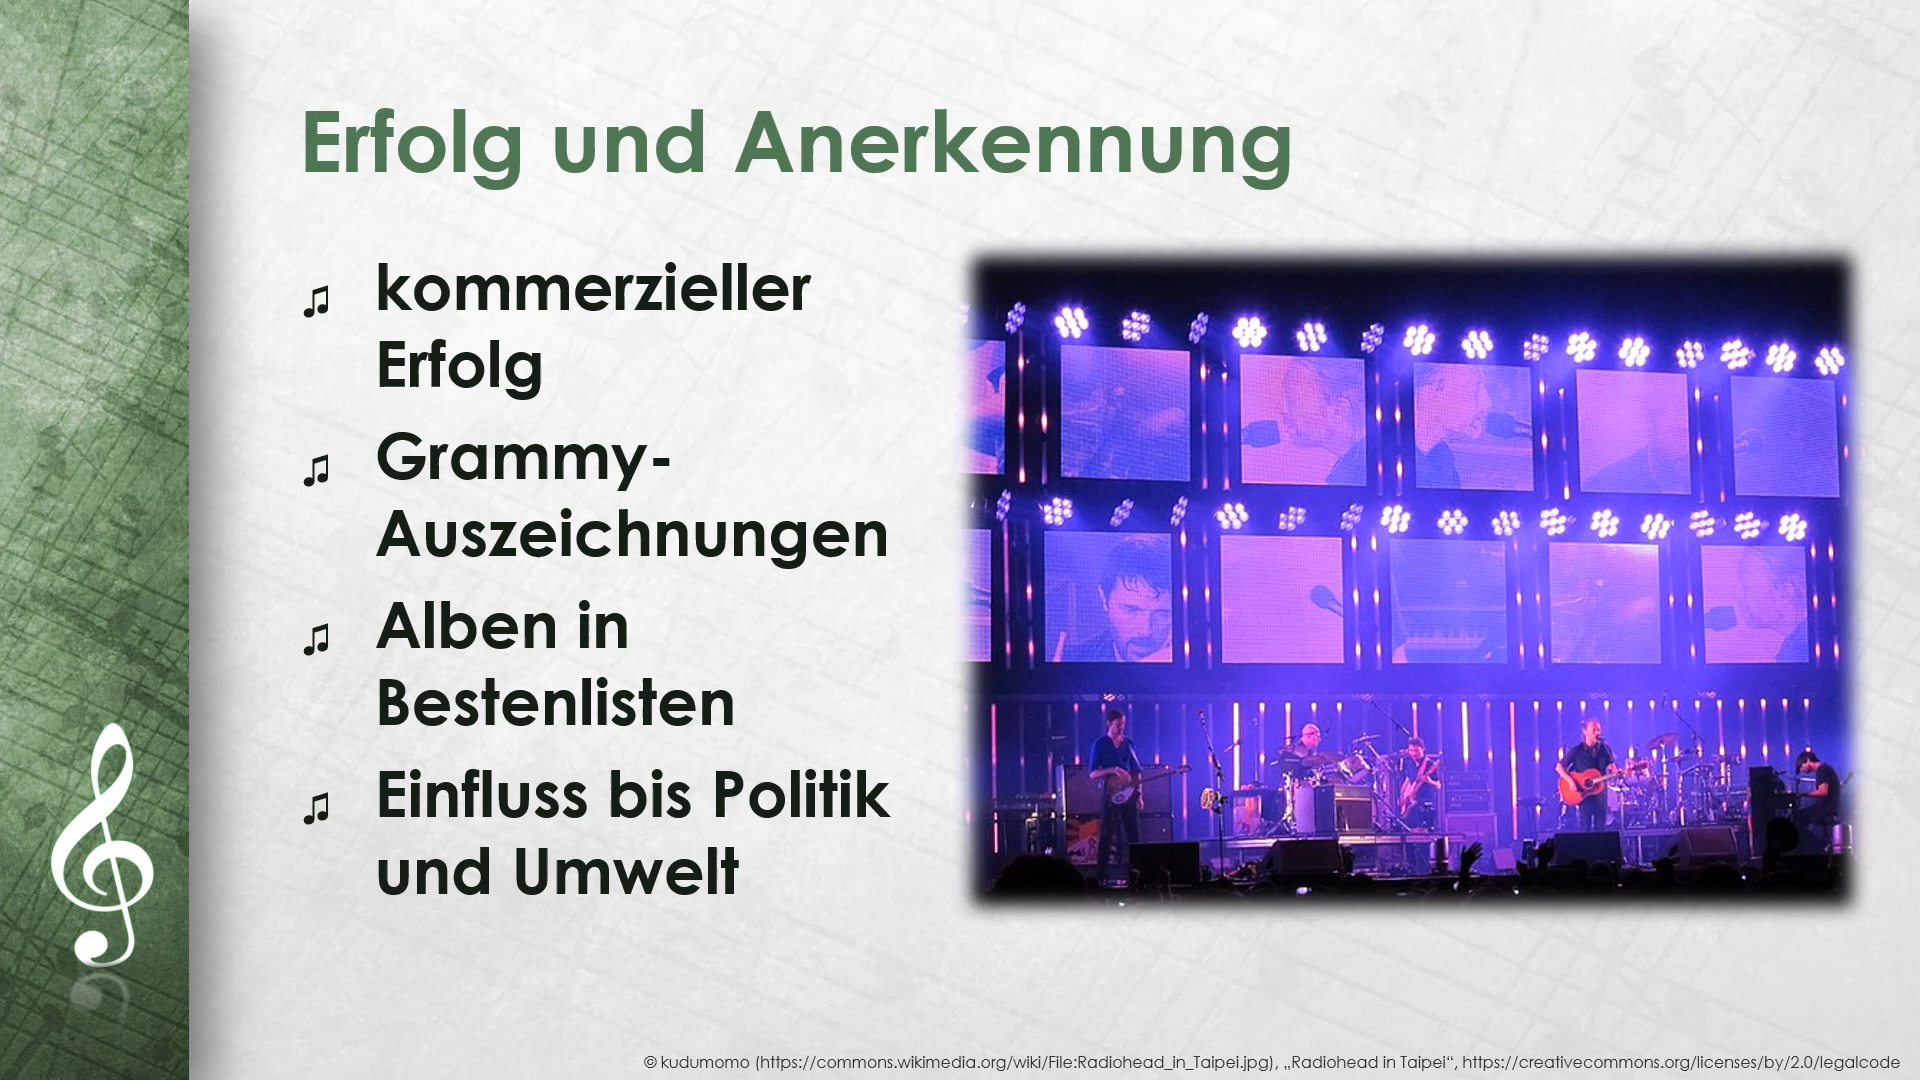 Erfolg und Anerkennung
♫ kommerzieller
Erfolg
♫ Grammy-
Auszeichnungen
♫ Alben in
Bestenlisten
♫ Einfluss bis Politik
und Umwelt
© kudumomo (https://commons.wikimedia.org/wiki/File:Radiohead_in_Taipei.jpg), „Radiohead in Taipei“, https://creativecommons.org/licenses/by/2.0/legalcode